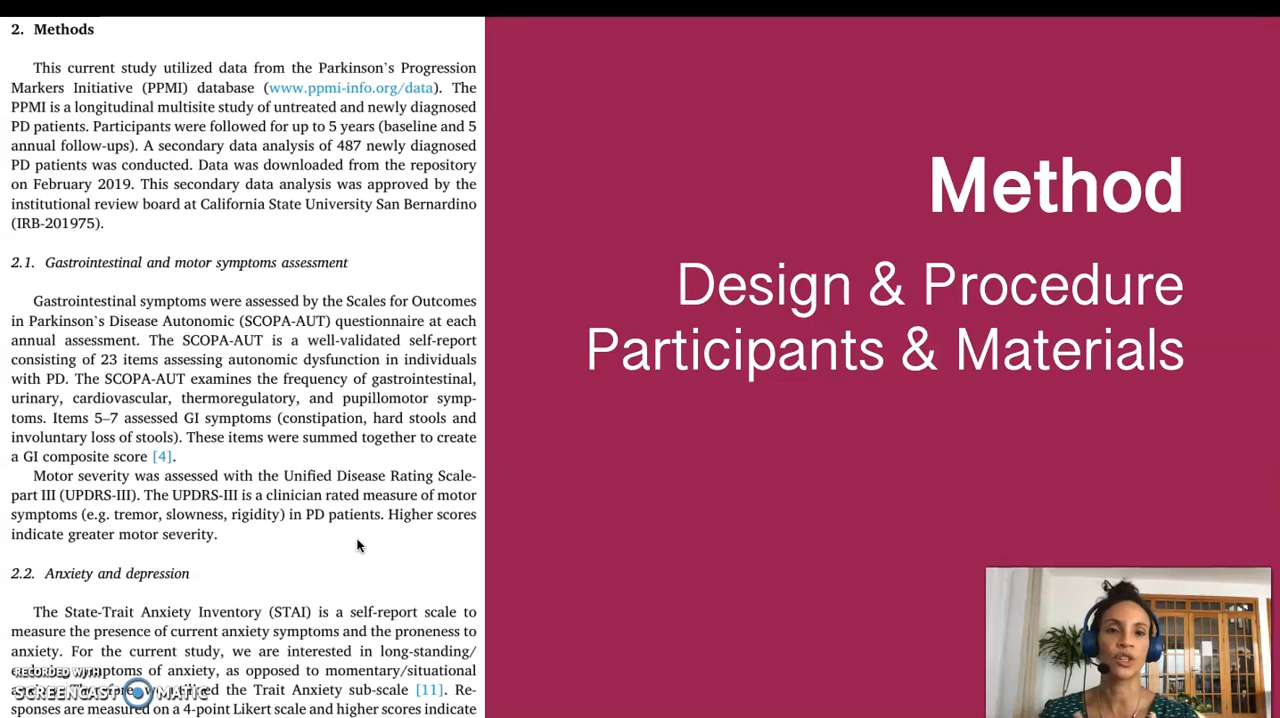 2. Methods
This current study utilized data from the Parkinson's Progression
Markers Initiative (PPMI) database (www.ppmi-info.org/data). The
PPMI is a longitudinal multisite study of untreated and newly diagnosed
PD patients. Participants were followed for up to 5 years (baseline and 5
annual follow-ups). A secondary data analysis of 487 newly diagnosed
PD patients was conducted. Data was downloaded from the repository
on February 2019. This secondary data analysis was approved by the
institutional review board at California State University San Bernardino
(IRB-201975).
2.1. Gastrointestinal and motor symptoms assessment
Gastrointestinal symptoms were assessed by the Scales for Outcomes
in Parkinson's Disease Autonomic (SCOPA-AUT) questionnaire at each
annual assessment. The SCOPA-AUT is a well-validated self-report
consisting of 23 items assessing autonomic dysfunction in individuals
with PD. The SCOPA-AUT examines the frequency of gastrointestinal,
urinary, cardiovascular, thermoregulatory, and pupillomotor symp-
toms. Items 5–7 assessed GI symptoms (constipation, hard stools and
involuntary loss of stools). These items were summed together to create
a GI composite score [4].
Motor severity was assessed with the Unified Disease Rating Scale-
part III (UPDRS-III). The UPDRS-III is a clinician rated measure of motor
symptoms (e.g. tremor, slowness, rigidity) in PD patients. Higher scores
indicate greater motor severity.
2.2. Anxiety and depression
The State-Trait Anxiety Inventory (STAI) is a self-report scale to
measure the presence of current anxiety symptoms and the proneness to
anxiety. For the current study, we are interested in long-standing/
symptoms of anxiety, as opposed to momentary/situational
the Trait Anxiety sub-scale [11]. Re-
sponses are measured on a 4-point Likert scale and higher scores indicate
RECORDED WITH
SCREENCAST MATIC
Method
Design & Procedure
Participants & Materials